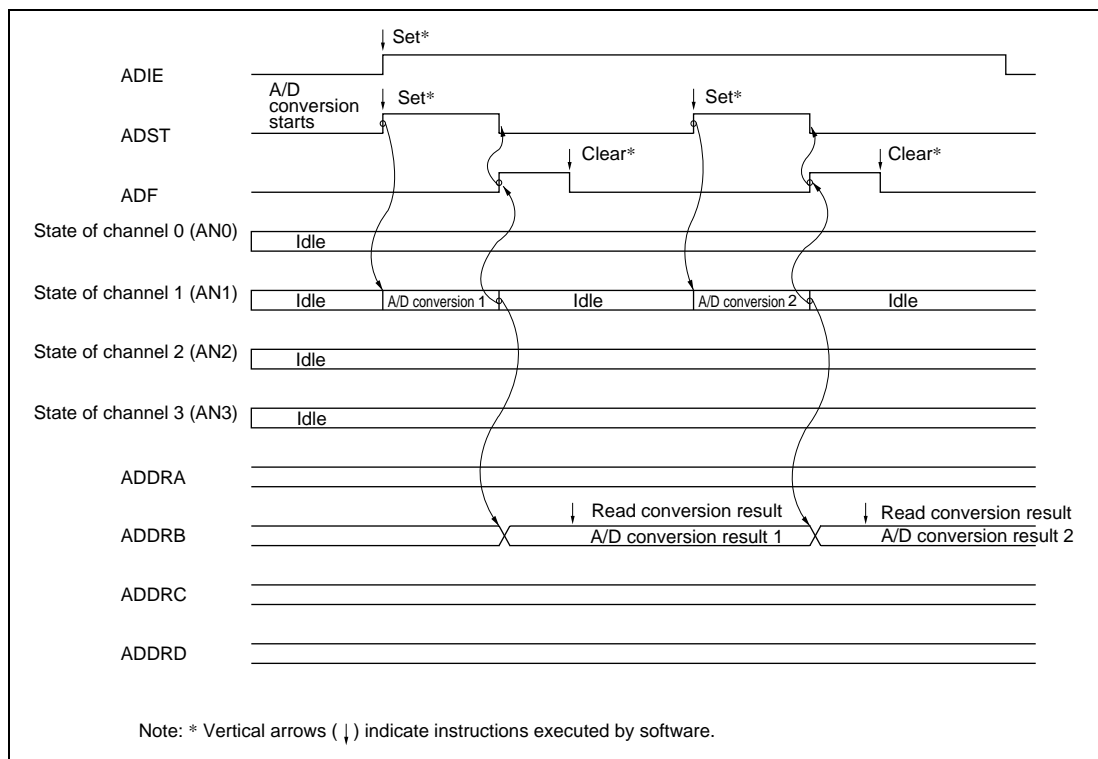 Set*
ADIE
A/D
conversion
starts
Set*
Set*
ADST
Clear*
Clear*
ADF
State of channel 0 (AN0)
Idle
State of channel 1 (AN1)
Idle
A/D conversion 1
Idle
A/D conversion 2
Idle
State of channel 2 (AN2)
Idle
State of channel 3 (AN3)
Idle
ADDRA
Read conversion result
Read conversion result
ADDRB
A/D conversion result 1
A/D conversion result 2
ADDRC
ADDRD
Note: * Vertical arrows ( ↓ ) indicate instructions executed by software.